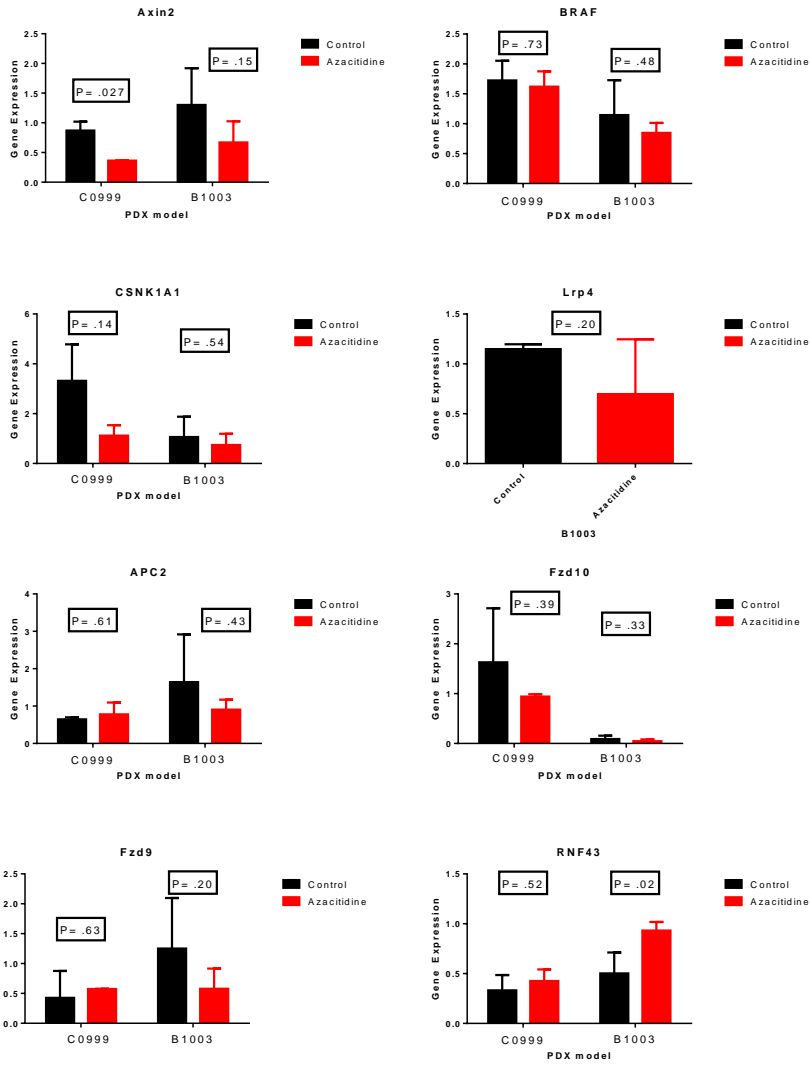 Axin2
2.5
2.0
1.5
1.0
0.5
0.0
Gene Expression
P= .027
P= .15
C0999
B1003
PDX model
Control
Azacitidine
BRAF
2.5
2.0
1.5
1.0
0.5
0.0
Gene Expression
P= .73
P= .48
C0999
B1003
PDX model
Control
Azacitidine
CSNK1A1
6
4
2
0
Gene Expression
P= .14
P= .54
C0999
B1003
PDX model
Control
Azacitidine
Lrp4
1.5
1.0
0.5
0.0
Gene Expression
P= .20
Control
Azacitidine
B1003
Control
Azacitidine
APC2
4
3
2
1
0
Gene Expression
P= .61
P= .43
C0999
B1003
PDX model
Control
Azacitidine
Fzd10
3
2
1
0
Gene Expression
P= .39
P= .33
C0999
B1003
PDX model
Control
Azacitidine
Fzd9
2.5
2.0
1.5
1.0
0.5
0.0
Gene Expression
P= .63
P= .20
C0999
B1003
Control
Azacitidine
RNF43
1.5
1.0
0.5
0.0
Gene Expression
P= .52
P= .02
C0999
B1003
PDX model
Control
Azacitidine